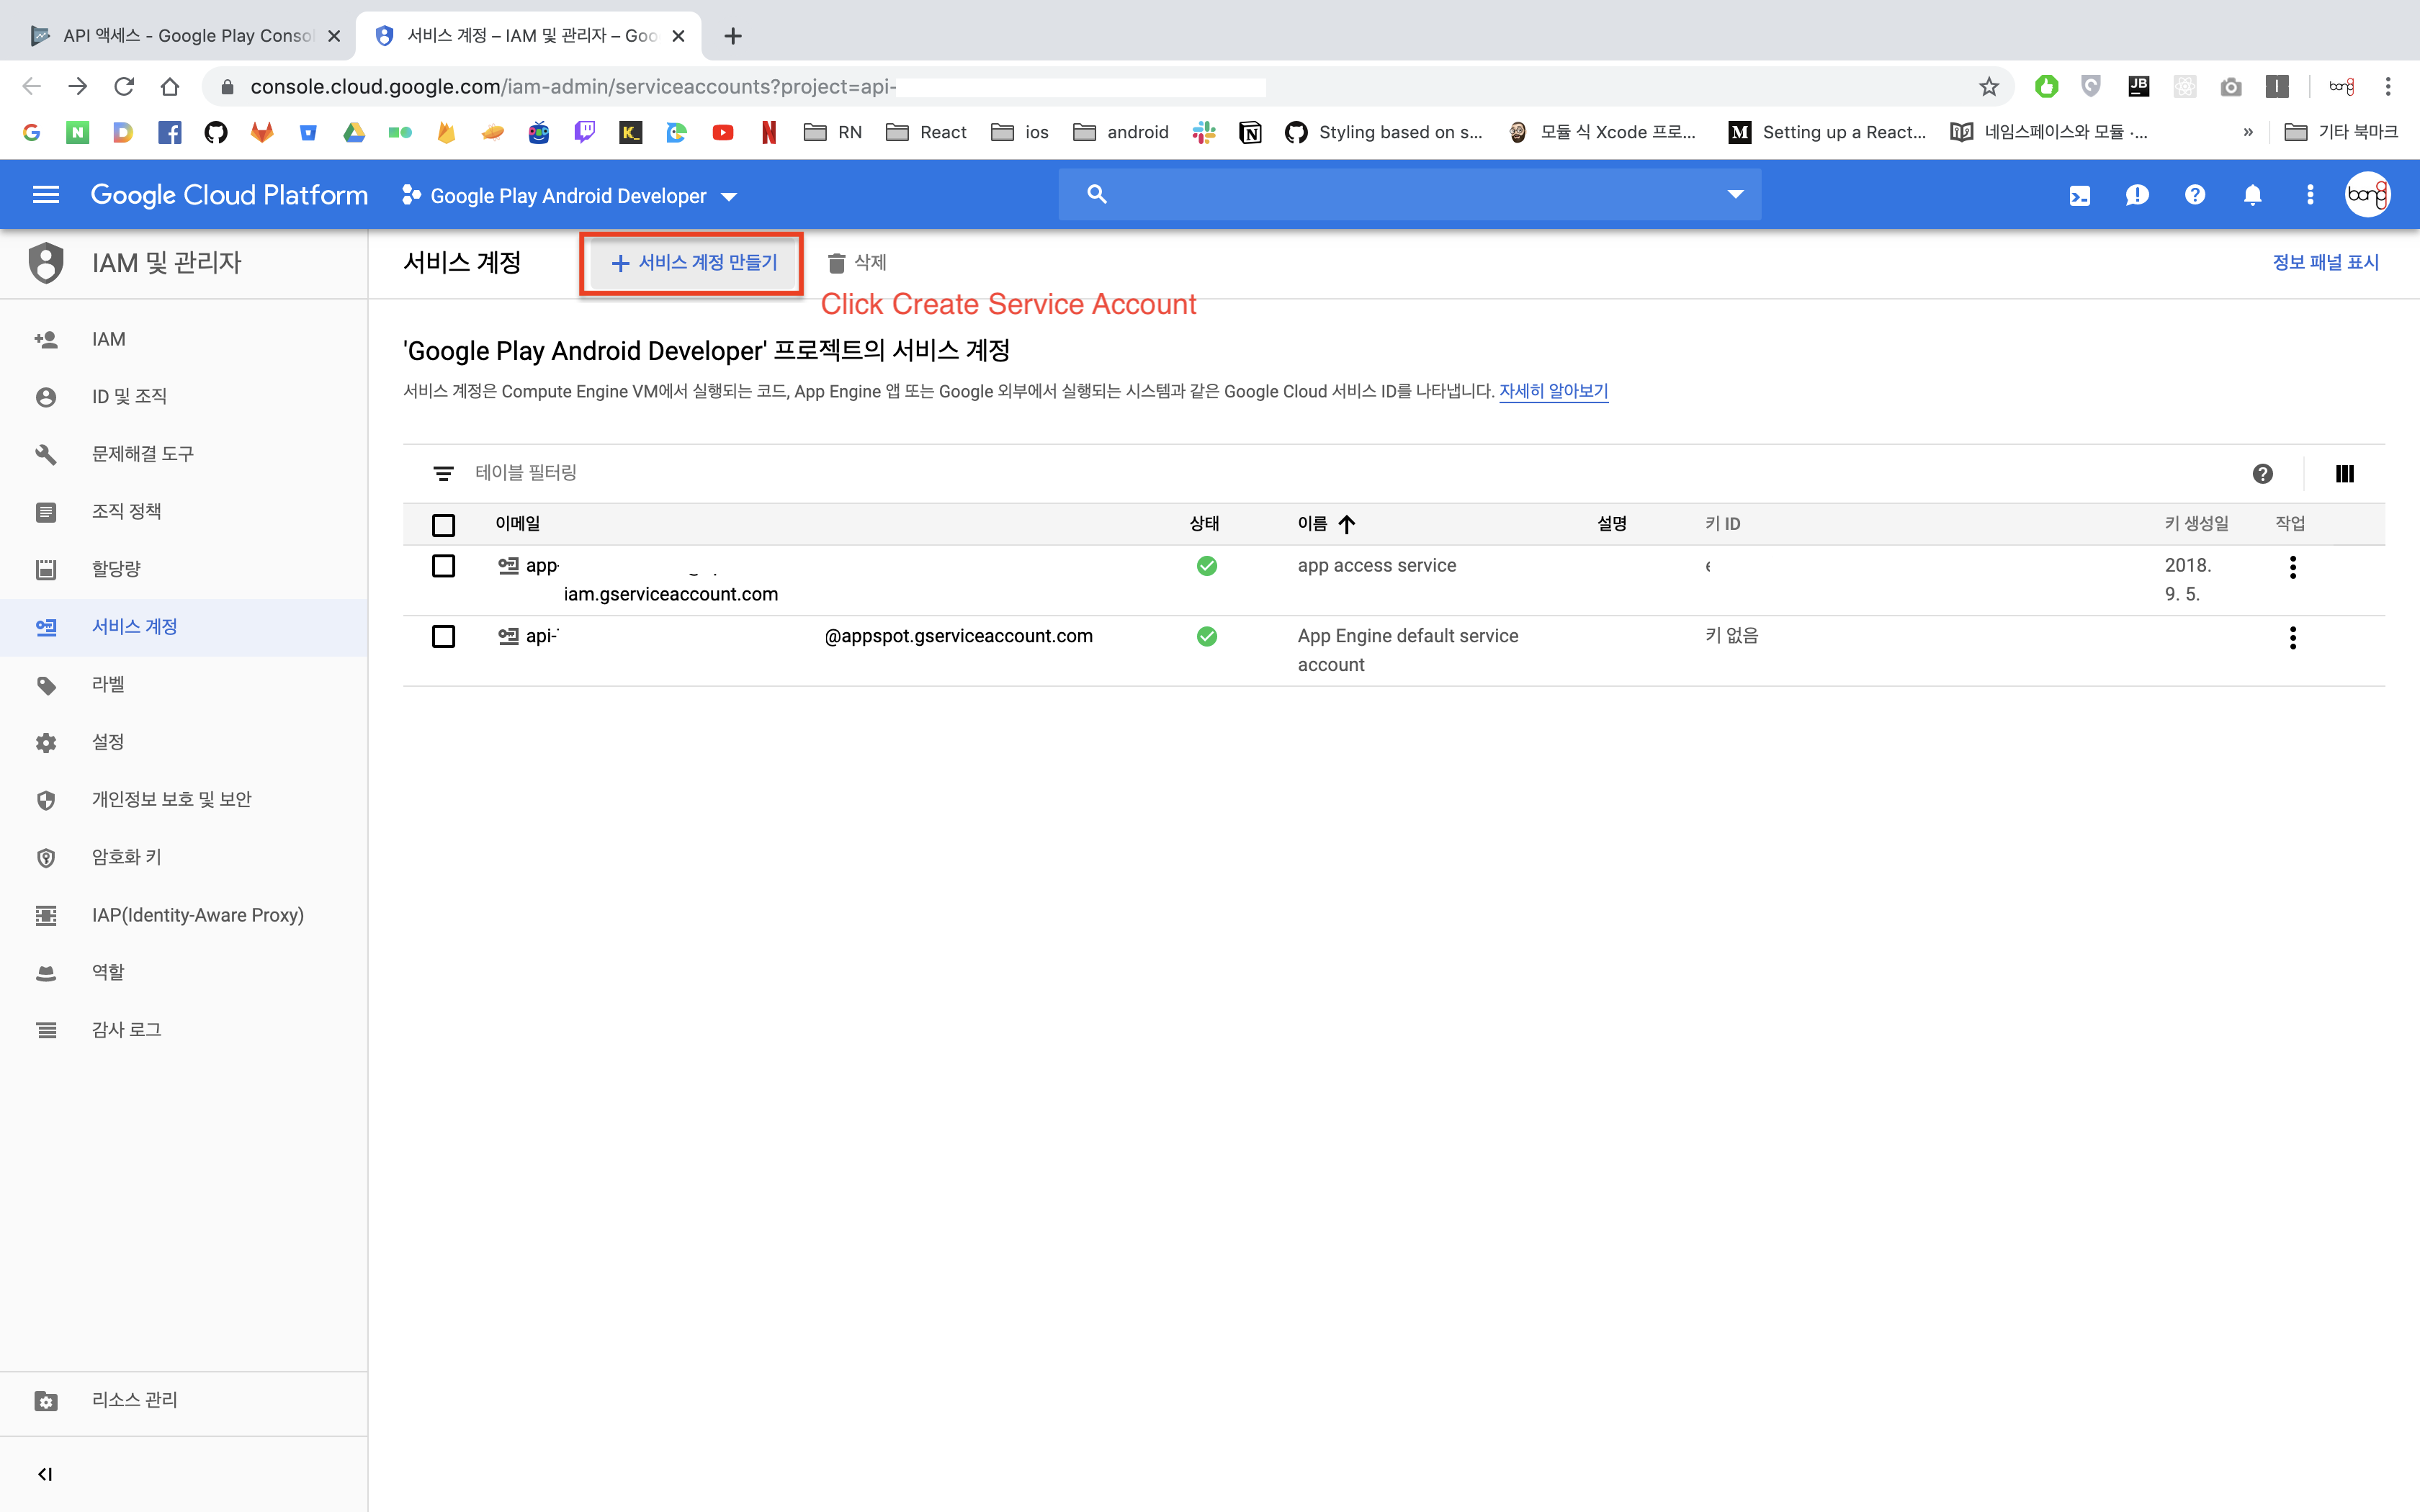 API 액세스 - Google Play Consol
서비스 계정 – IAM 및 관리자 – Goo
console.cloud.google.com/iam-admin/serviceaccounts?project=api-
RN
React
ios
android
Styling based on s...
모듈 식 Xcode 프로...
Setting up a React...
네임스페이스와 모듈 ·...
»
기타 북마크
Google Cloud Platform
Google Play Android Developer
bang
IAM 및 관리자
서비스 계정
서비스 계정 만들기
삭제
정보 패널 표시
Click Create Service Account
IAM
ID 및 조직
문제해결 도구
조직 정책
할당량
서비스 계정
라벨
설정
개인정보 보호 및 보안
암호화 키
IAP(Identity-Aware Proxy)
역할
감사 로그
리소스 관리
'Google Play Android Developer' 프로젝트의 서비스 계정
서비스 계정은 Compute Engine VM에서 실행되는 코드, App Engine 앱 또는 Google 외부에서 실행되는 시스템과 같은 Google Cloud 서비스 ID를 나타냅니다. 자세히 알아보기
테이블 필터링
이메일 상태 이름 설명 키 ID 키 생성일 작업
app- app access service 2018.
iam.gserviceaccount.com 9. 5.
api- @appspot.gserviceaccount.com App Engine default service 키 없음
account